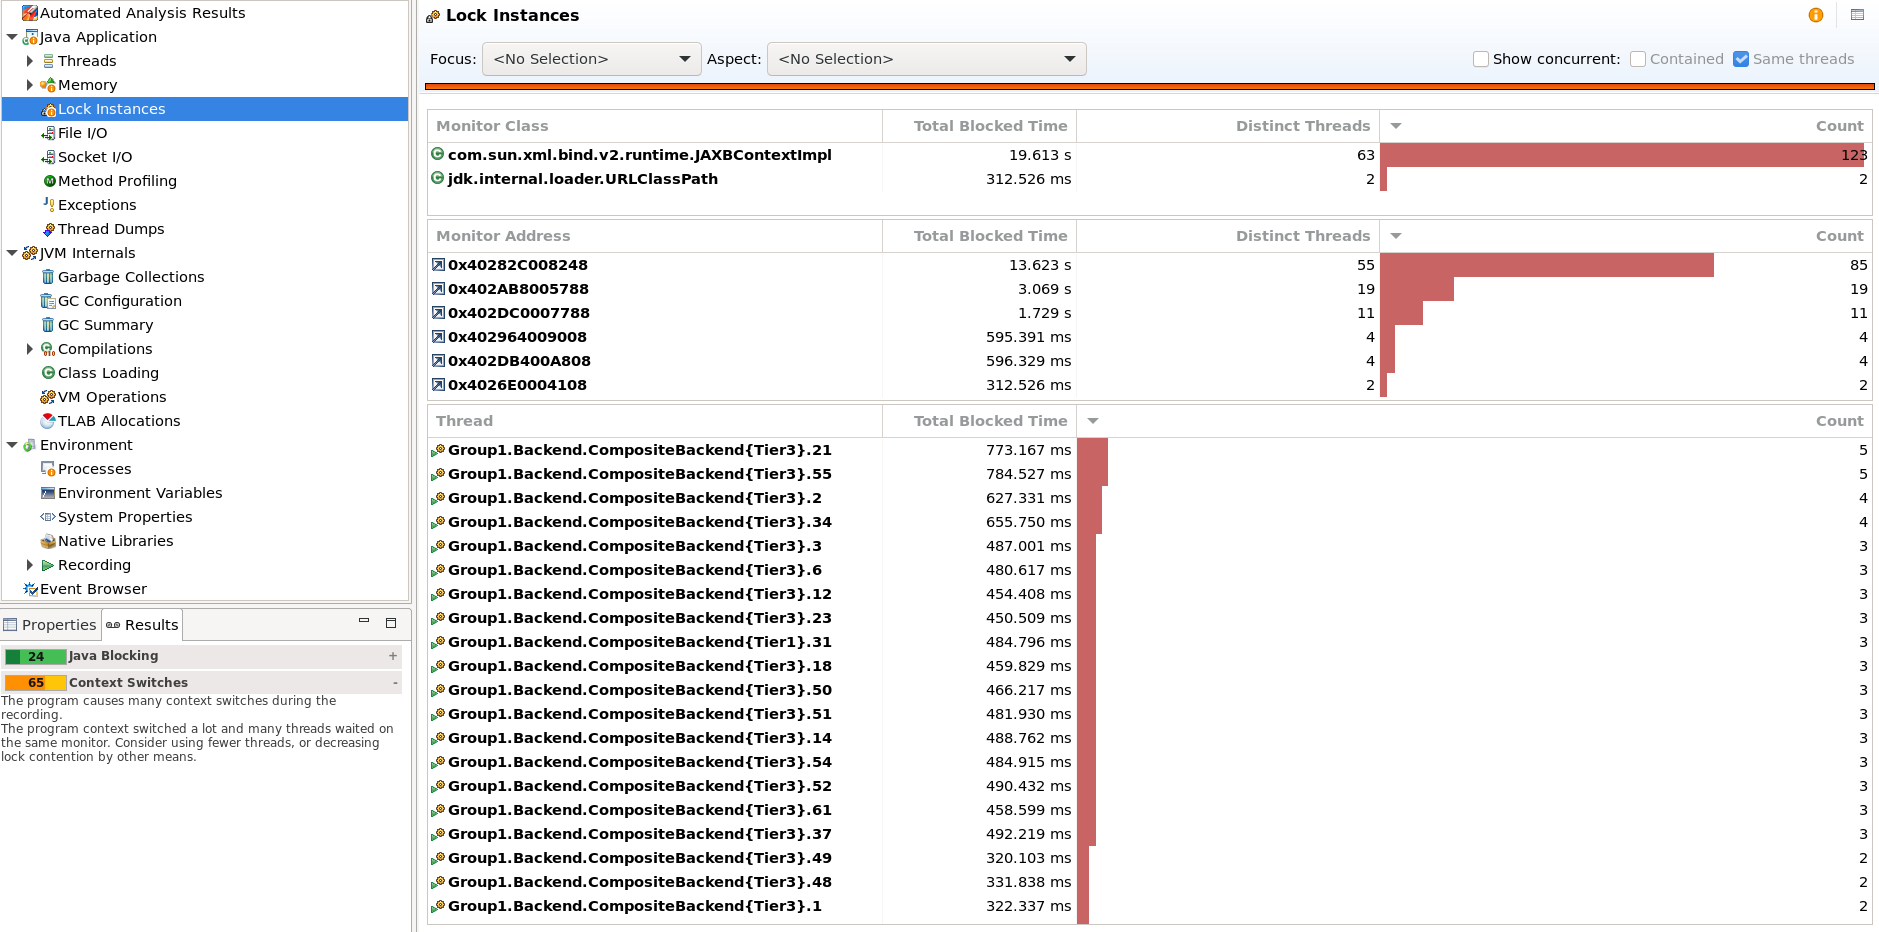 Automated Analysis Results
Java Application
Threads
Memory
Lock Instances
File I/O
Socket I/O
Method Profiling
Exceptions
Thread Dumps
JVM Internals
Garbage Collections
GC Configuration
GC Summary
Compilations
Class Loading
VM Operations
TLAB Allocations
Environment
Processes
Environment Variables
System Properties
Native Libraries
Recording
Event Browser
Properties Results
24 Java Blocking +
65 Context Switches -
The program causes many context switches during the
recording.
The program context switched a lot and many threads waited on
the same monitor. Consider using fewer threads, or decreasing
lock contention by other means.
Lock Instances
Focus: <No Selection> Aspect: <No Selection> Show concurrent: Contained Same threads
Monitor Class Total Blocked Time Distinct Threads Count
com.sun.xml.bind.v2.runtime.JAXBContextImpl 19.613 s 63 123
jdk.internal.loader.URLClassPath 312.526 ms 2 2
Monitor Address Total Blocked Time Distinct Threads Count
0x40282C008248 13.623 s 55 85
0x402AB8005788 3.069 s 19 19
0x402DC0007788 1.729 s 11 11
0x402964009008 595.391 ms 4 4
0x402DB400A808 596.329 ms 4 4
0x4026E0004108 312.526 ms 2 2
Thread Total Blocked Time Count
Group1.Backend.CompositeBackend{Tier3}.21 773.167 ms 5
Group1.Backend.CompositeBackend{Tier3}.55 784.527 ms 5
Group1.Backend.CompositeBackend{Tier3}.2 627.331 ms 4
Group1.Backend.CompositeBackend{Tier3}.34 655.750 ms 4
Group1.Backend.CompositeBackend{Tier3}.3 487.001 ms 3
Group1.Backend.CompositeBackend{Tier3}.6 480.617 ms 3
Group1.Backend.CompositeBackend{Tier3}.12 454.408 ms 3
Group1.Backend.CompositeBackend{Tier3}.23 450.509 ms 3
Group1.Backend.CompositeBackend{Tier1}.31 484.796 ms 3
Group1.Backend.CompositeBackend{Tier3}.18 459.829 ms 3
Group1.Backend.CompositeBackend{Tier3}.50 466.217 ms 3
Group1.Backend.CompositeBackend{Tier3}.51 481.930 ms 3
Group1.Backend.CompositeBackend{Tier3}.14 488.762 ms 3
Group1.Backend.CompositeBackend{Tier3}.54 484.915 ms 3
Group1.Backend.CompositeBackend{Tier3}.52 490.432 ms 3
Group1.Backend.CompositeBackend{Tier3}.61 458.599 ms 3
Group1.Backend.CompositeBackend{Tier3}.37 492.219 ms 3
Group1.Backend.CompositeBackend{Tier3}.49 320.103 ms 2
Group1.Backend.CompositeBackend{Tier3}.48 331.838 ms 2
Group1.Backend.CompositeBackend{Tier3}.1 322.337 ms 2